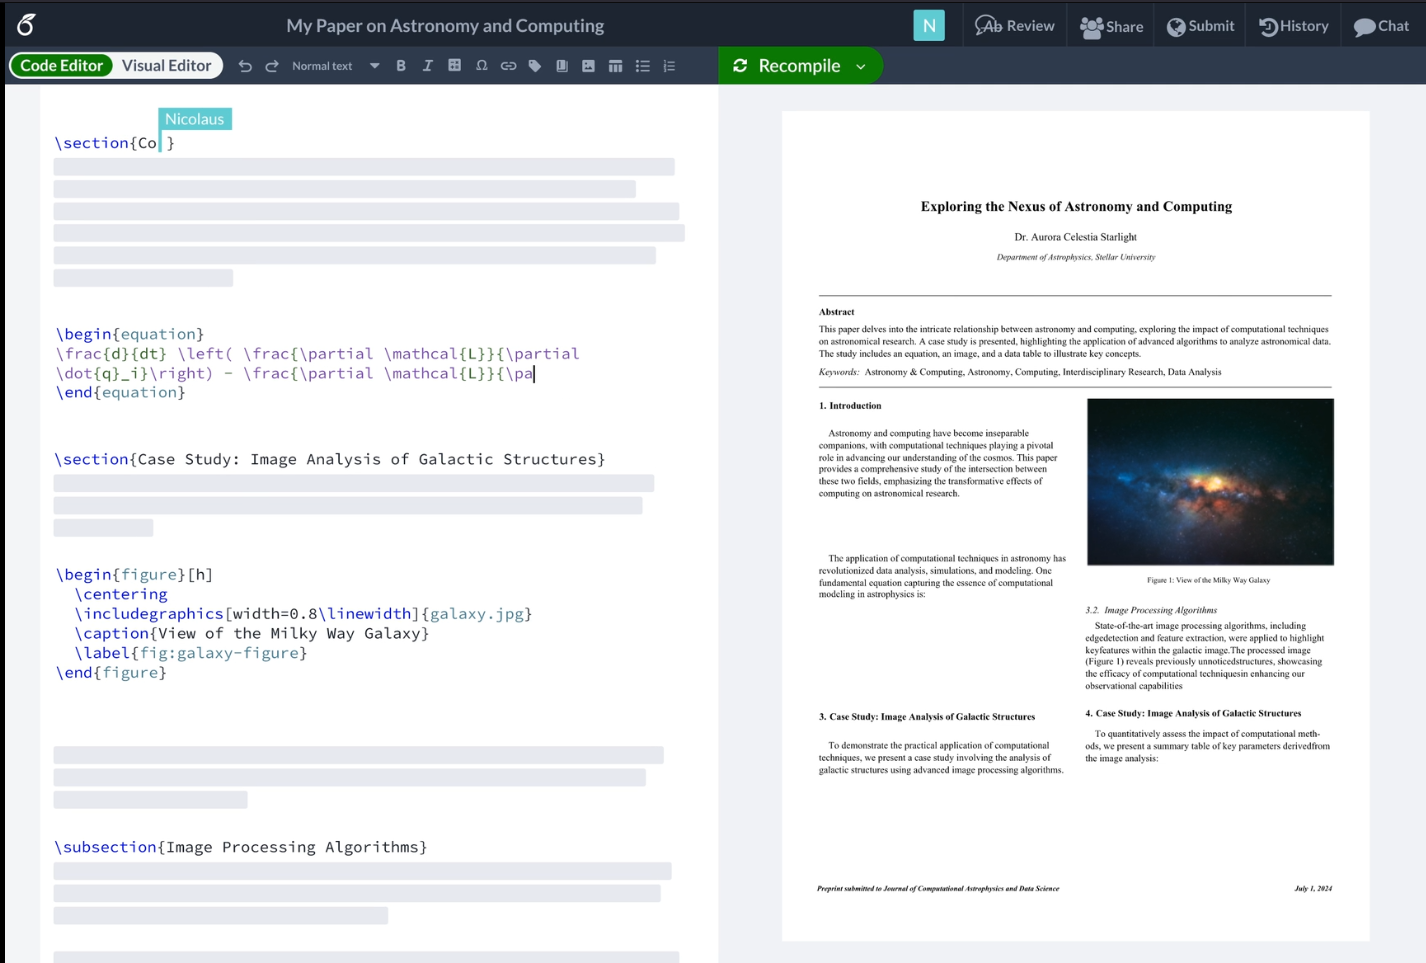 My Paper on Astronomy and Computing
N
Review
Share
Submit
History
Chat
Code Editor
Visual Editor
Normal text
Recompile
Nicolaus
\section{Co }
\begin{equation}
\frac{d}{dt} \left( \frac{\partial \mathcal{L}}{\partial
\dot{q}_i}\right) - \frac{\partial \mathcal{L}}{\pa
\end{equation}
\section{Case Study: Image Analysis of Galactic Structures}
\begin{figure}[h]
\centering
\includegraphics[width=0.8\linewidth]{galaxy.jpg}
\caption{View of the Milky Way Galaxy}
\label{fig:galaxy-figure}
\end{figure}
\subsection{Image Processing Algorithms}
Exploring the Nexus of Astronomy and Computing
Dr. Aurora Celestia Starlight
Department of Astrophysics, Stellar University
Abstract
This paper delves into the intricate relationship between astronomy and computing, exploring the impact of computational techniques
on astronomical research. A case study is presented, highlighting the application of advanced algorithms to analyze astronomical data.
The study includes an equation, an image, and a data table to illustrate key concepts.
Keywords: Astronomy & Computing, Astronomy, Computing, Interdisciplinary Research, Data Analysis
1. Introduction
Astronomy and computing have become inseparable
companions, with computational techniques playing a pivotal
role in advancing our understanding of the cosmos. This paper
provides a comprehensive study of the intersection between
these two fields, emphasizing the transformative effects of
computing on astronomical research.
The application of computational techniques in astronomy has
revolutionized data analysis, simulations, and modeling. One
fundamental equation capturing the essence of computational
modeling in astrophysics is:
3. Case Study: Image Analysis of Galactic Structures
To demonstrate the practical application of computational
techniques, we present a case study involving the analysis of
galactic structures using advanced image processing algorithms.
Figure 1: View of the Milky Way Galaxy
3.2. Image Processing Algorithms
State-of-the-art image processing algorithms, including
edgedetection and feature extraction, were applied to highlight
keyfeatures within the galactic image.The processed image
(Figure 1) reveals previously unnoticedstructures, showcasing
the efficacy of computational techniquesin enhancing our
observational capabilities
4. Case Study: Image Analysis of Galactic Structures
To quantitatively assess the impact of computational meth-
ods, we present a summary table of key parameters derivedfrom
the image analysis:
Preprint submitted to Journal of Computational Astrophysics and Data Science
July 1, 2024